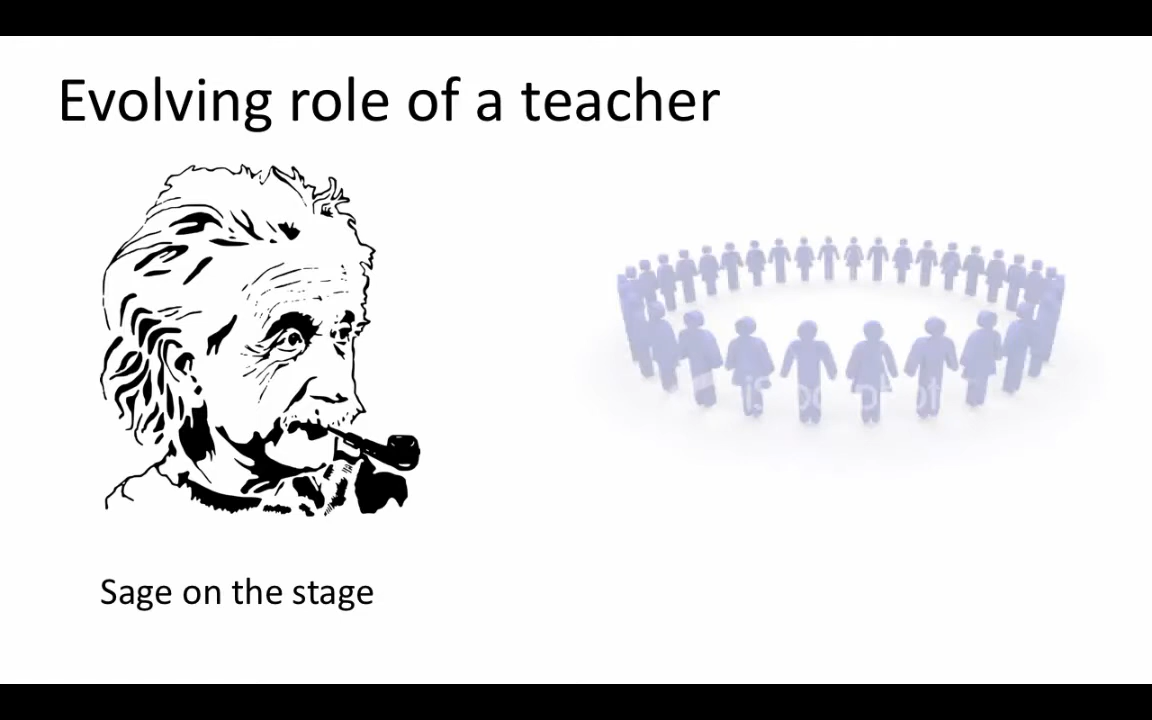 Evolving role of a teacher
Sage on the stage